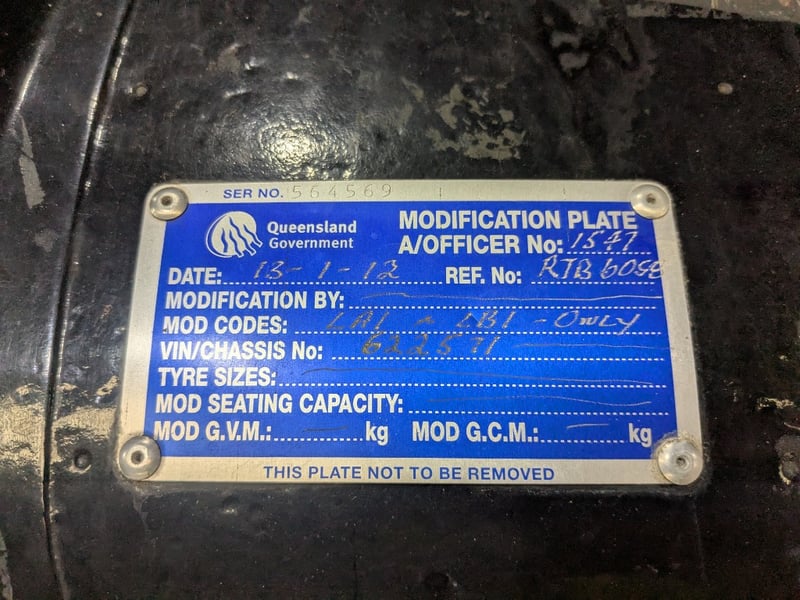 SER NO. 564569
Queensland Government
MODIFICATION PLATE
A/OFFICER No: 1547
DATE: 13-1-12 REF. No: RTB 6058
MODIFICATION BY:
MOD CODES: LA1 ~ LB1 - ONLY
VIN/CHASSIS No: 622571
TYRE SIZES:
MOD SEATING CAPACITY:
MOD G.V.M.: — kg MOD G.C.M.: — kg
THIS PLATE NOT TO BE REMOVED